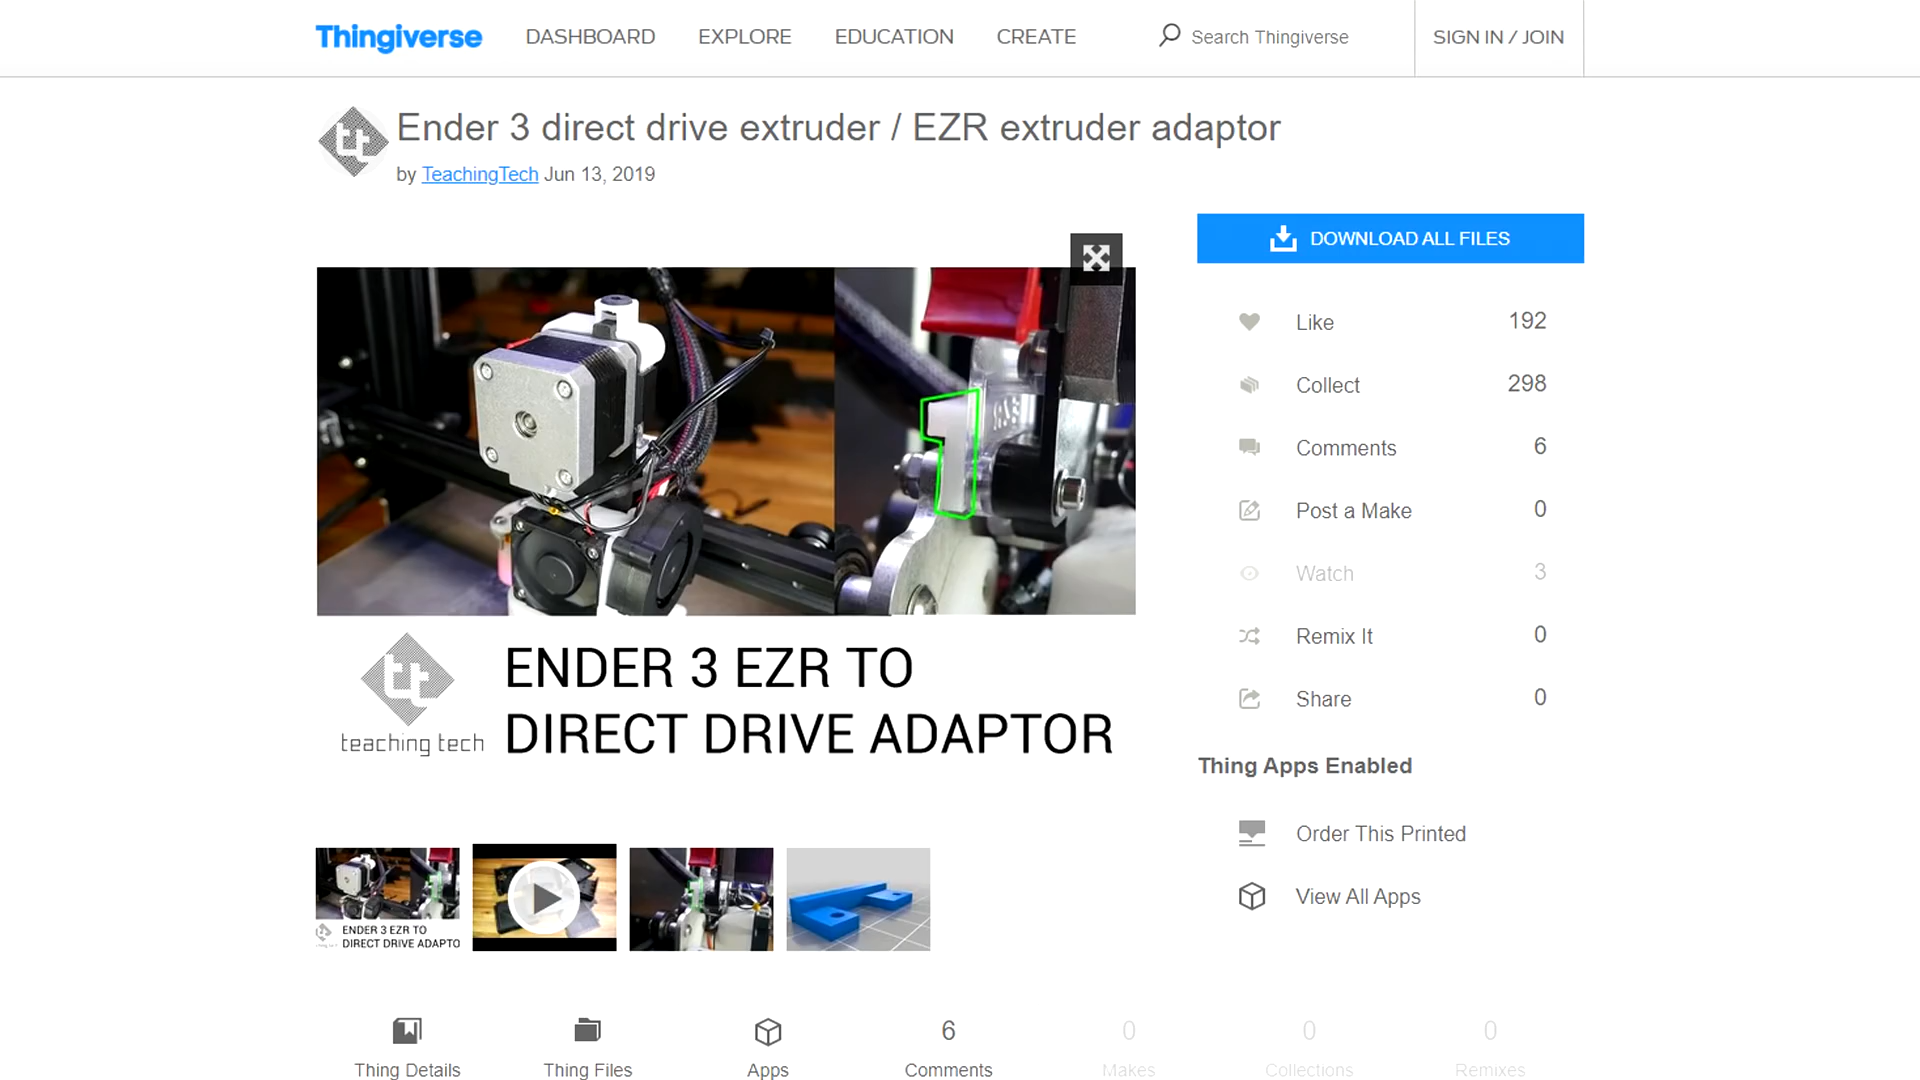 Thingiverse
DASHBOARD
EXPLORE
EDUCATION
CREATE
Search Thingiverse
SIGN IN / JOIN
Ender 3 direct drive extruder / EZR extruder adaptor
by TeachingTech Jun 13, 2019
DOWNLOAD ALL FILES
Like 192
Collect 298
Comments 6
Post a Make 0
Watch 3
Remix It 0
Share 0
tt
teaching tech
ENDER 3 EZR TO
DIRECT DRIVE ADAPTOR
Thing Apps Enabled
Order This Printed
View All Apps
ENDER 3 EZR TO
DIRECT DRIVE ADAPTO
6
0
0
0
Thing Details
Thing Files
Apps
Comments
Makes
Collections
Remixes